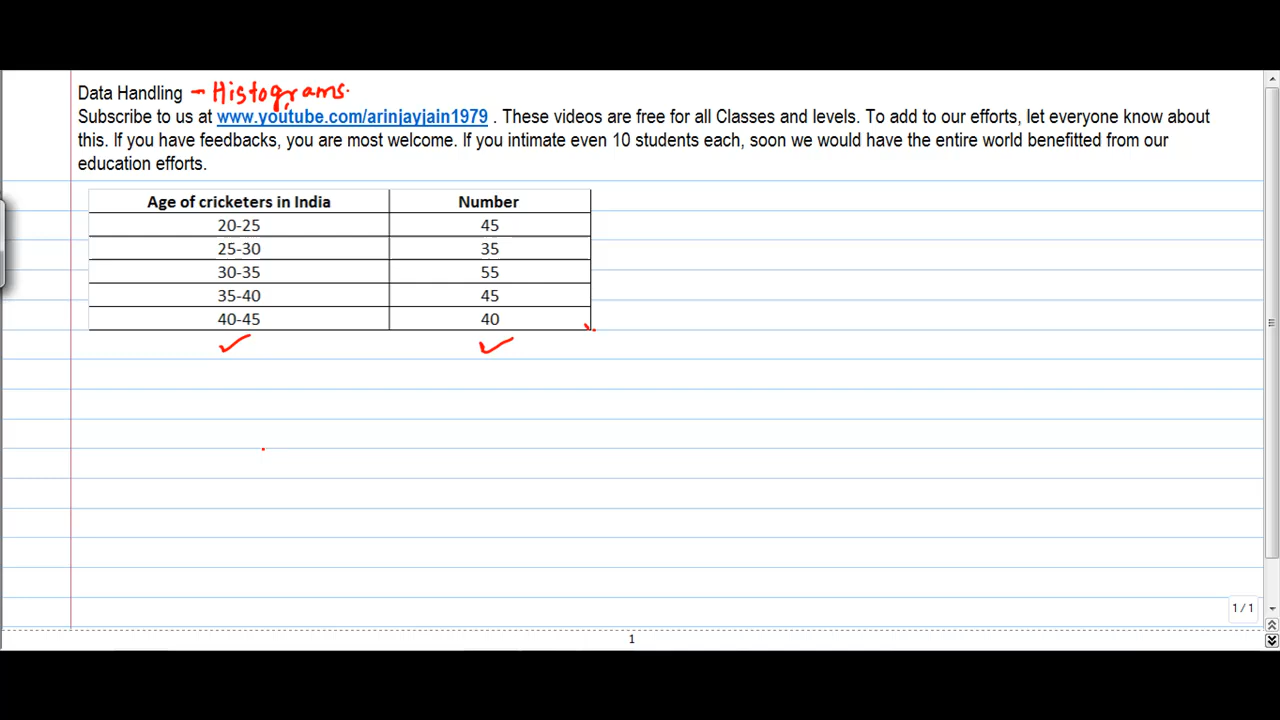 Data Handling - Histograms.
Subscribe to us at www.youtube.com/arinjayjain1979 . These videos are free for all Classes and levels. To add to our efforts, let everyone know about
this. If you have feedbacks, you are most welcome. If you intimate even 10 students each, soon we would have the entire world benefitted from our
education efforts.
Age of cricketers in India Number
20-25 45
25-30 35
30-35 55
35-40 45
40-45 40
1 / 1
1